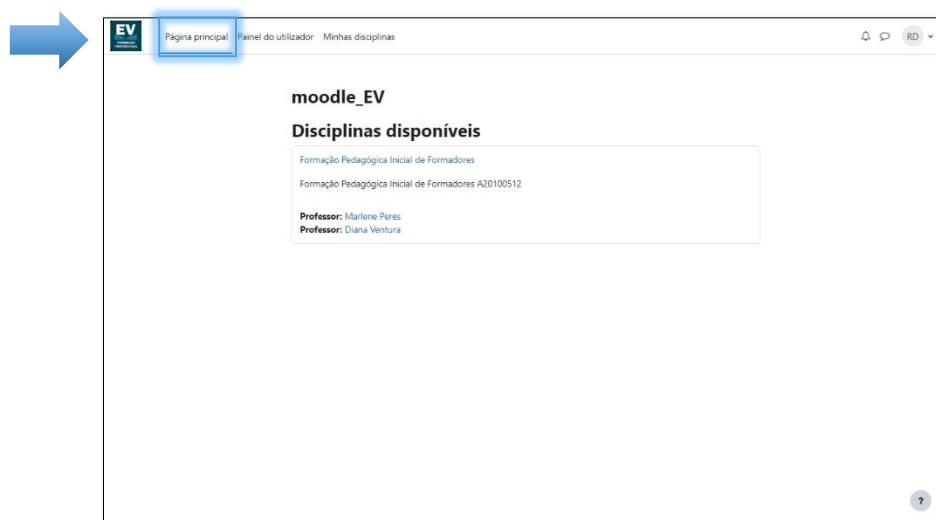 EV
Página principal Painel do utilizador Minhas disciplinas
RD
moodle_EV
Disciplinas disponíveis
Formação Pedagógica Inicial de Formadores
Formação Pedagógica Inicial de Formadores A20100512
Professor: Marlene Peres
Professor: Diana Ventura
?